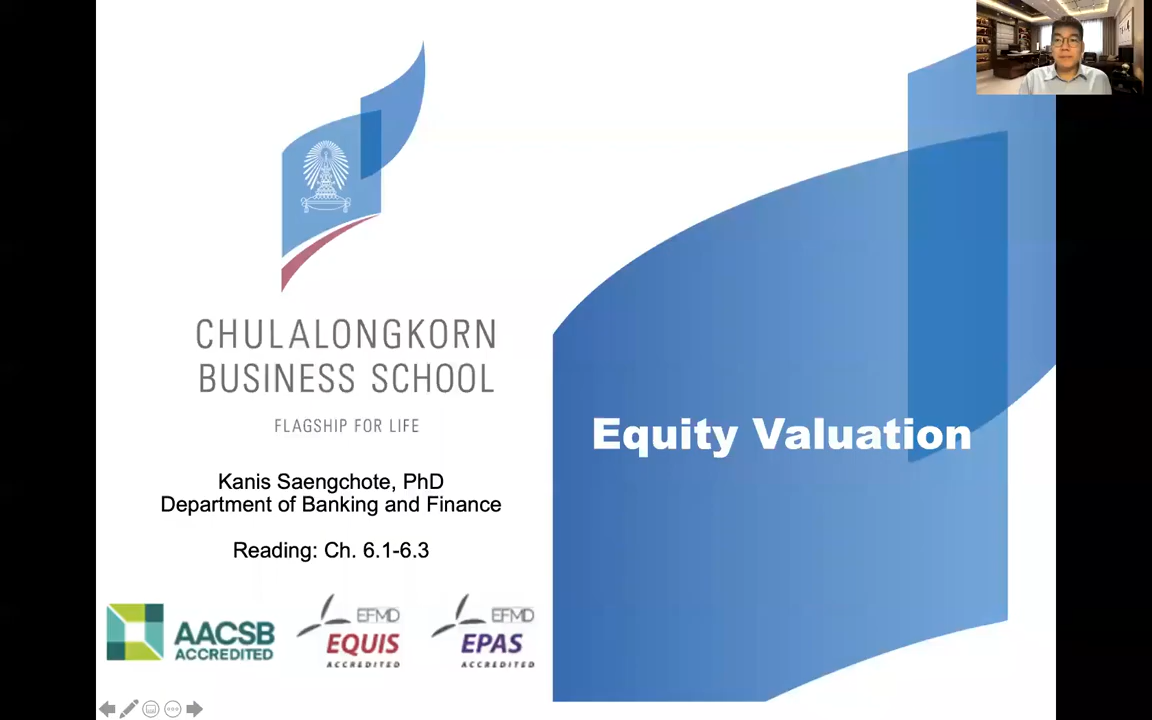 CHULALONGKORN
BUSINESS SCHOOL
FLAGSHIP FOR LIFE
Kanis Saengchote, PhD
Department of Banking and Finance
Reading: Ch. 6.1-6.3
AACSB
ACCREDITED
EFMD
EQUIS
ACCREDITED
EFMD
EPAS
ACCREDITED
Equity Valuation